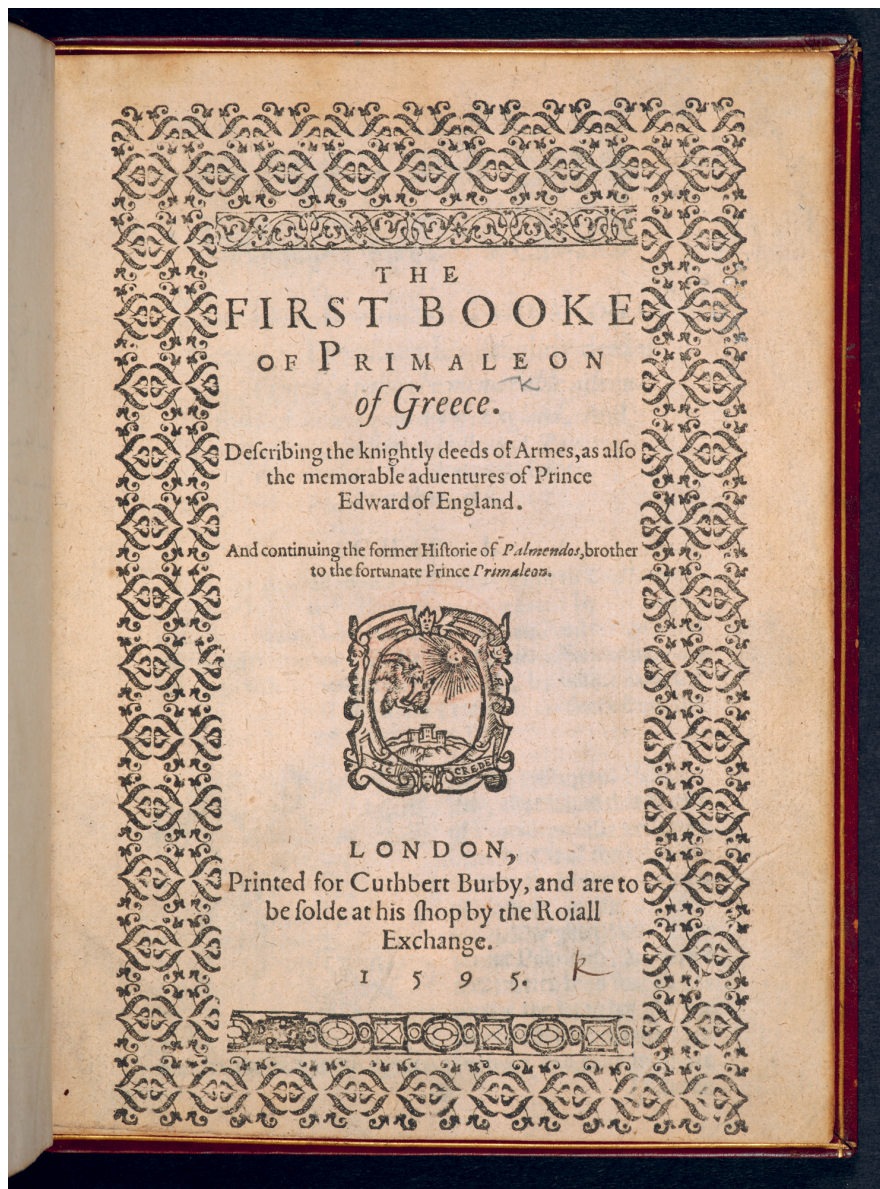 THE
FIRST BOOKE
OF PRIMALEON
of Greece.
Deſcribing the knightly deeds of Armes, as alſo
the memorable aduentures of Prince
Edward of England.
And continuing the former Hiſtorie of Palmendos, brother
to the fortunate Prince Primaleon.
SIC CREDE
LONDON,
Printed for Cuthbert Burby, and are to
be ſolde at his ſhop by the Roiall
Exchange.
1595. k